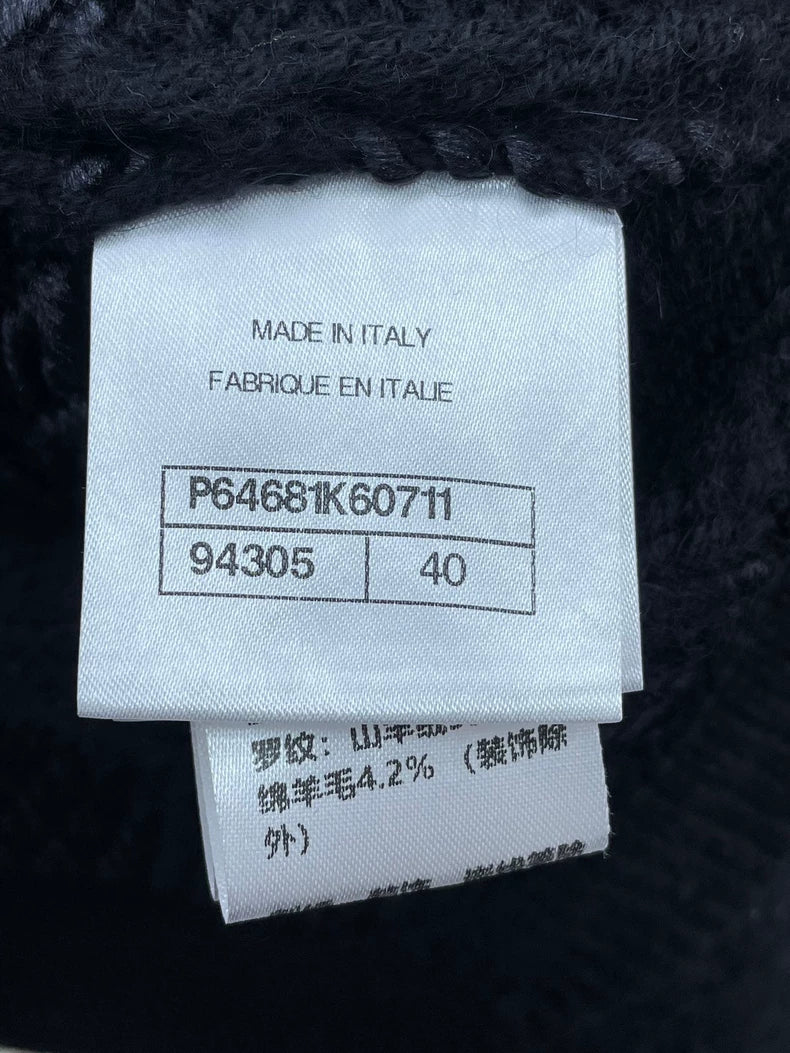 MADE IN ITALY
FABRIQUE EN ITALIE
P64681K60711
94305 40
罗纹: 山羊绒
绵羊毛4.2% (装饰除
外)